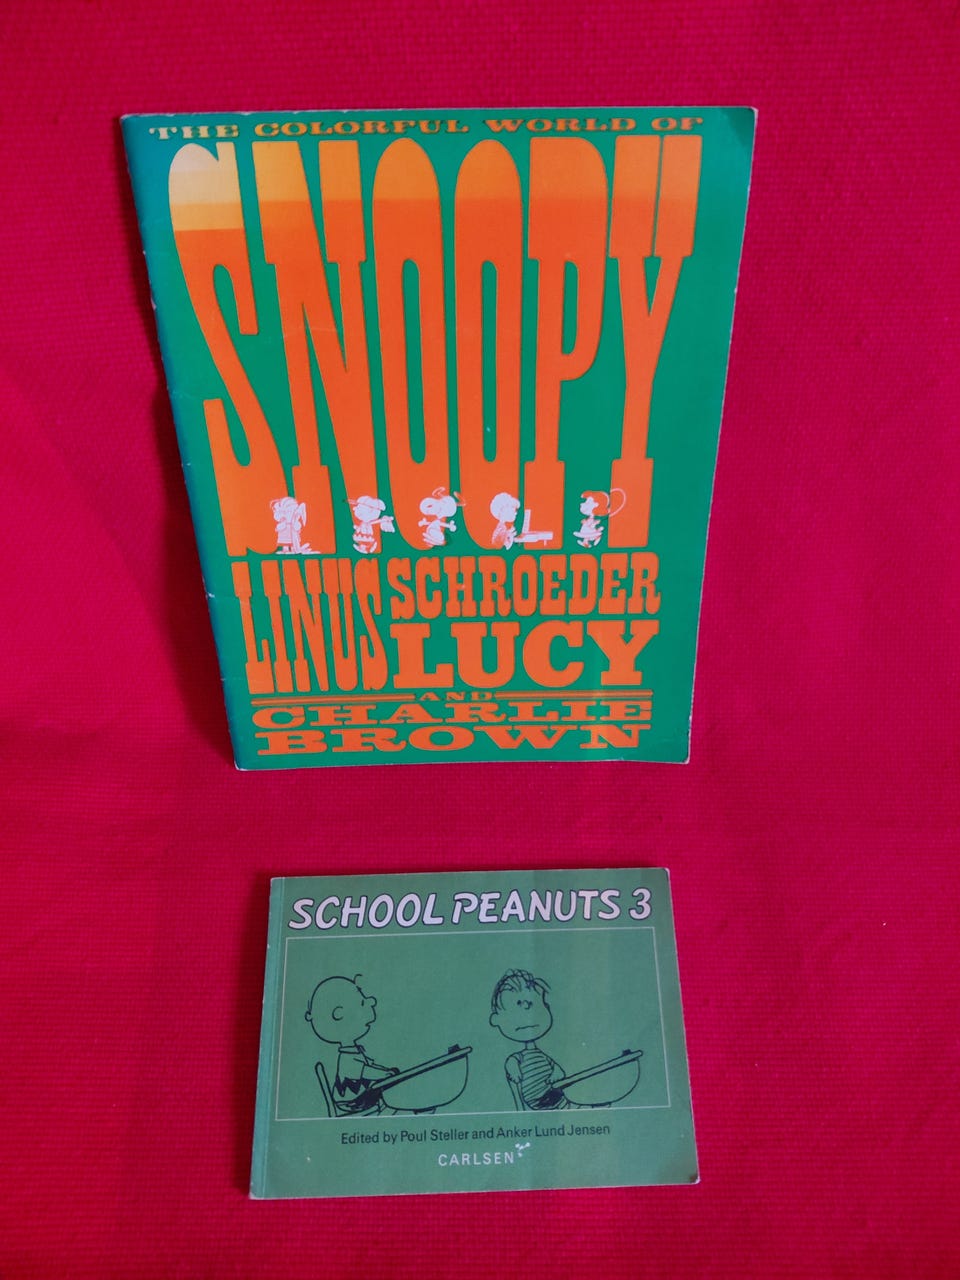 THE COLORFUL WORLD OF
SNOOPY
LINUS
SCHROEDER
LUCY
AND
CHARLIE
BROWN
SCHOOL PEANUTS 3
Edited by Poul Steller and Anker Lund Jensen
CARLSEN